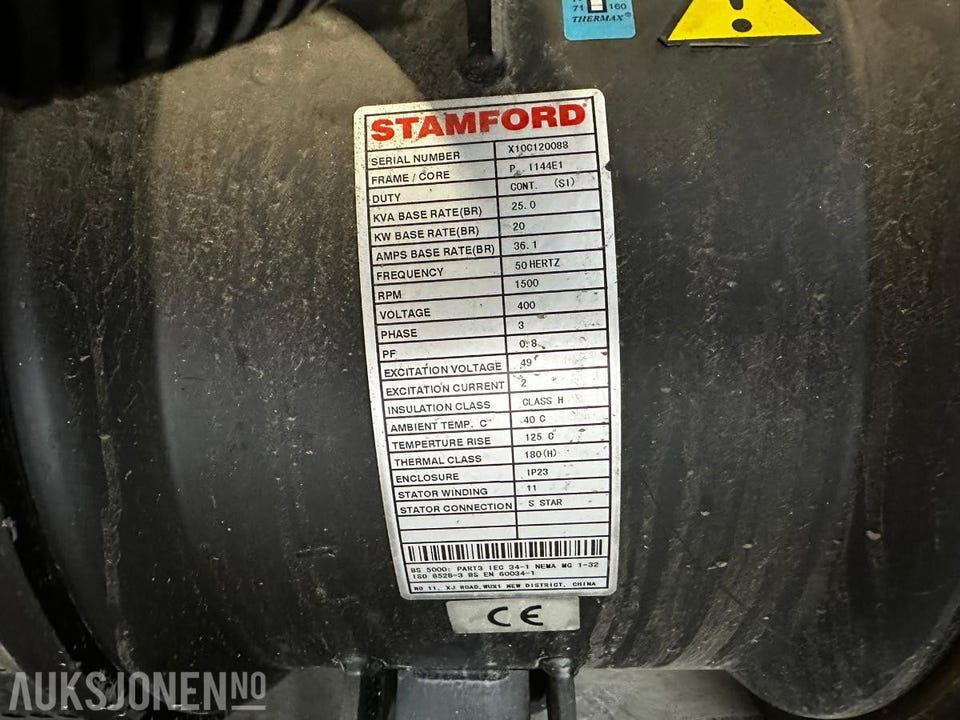 71 160
THERMAX®
STAMFORD
SERIAL NUMBER X10C120088
FRAME / CORE P 1144E1
DUTY CONT. (S1)
KVA BASE RATE(BR) 25.0
KW BASE RATE(BR) 20
AMPS BASE RATE(BR) 36.1
FREQUENCY 50HERTZ
RPM 1500
VOLTAGE 400
PHASE 3
PF 0.8
EXCITATION VOLTAGE 49
EXCITATION CURRENT 2
INSULATION CLASS CLASS H
AMBIENT TEMP. C 40 C
TEMPERTURE RISE 125 C
THERMAL CLASS 180(H)
ENCLOSURE IP23
STATOR WINDING 11
STATOR CONNECTION S STAR
BS 5000: PART3 IEC 34-1 NEMA MG 1-32
ISO 8528-3 BS EN 60034-1
NO 11, XJ ROAD, WUXI NEW DISTRICT, CHINA
CE
AUKSJONEN.NO